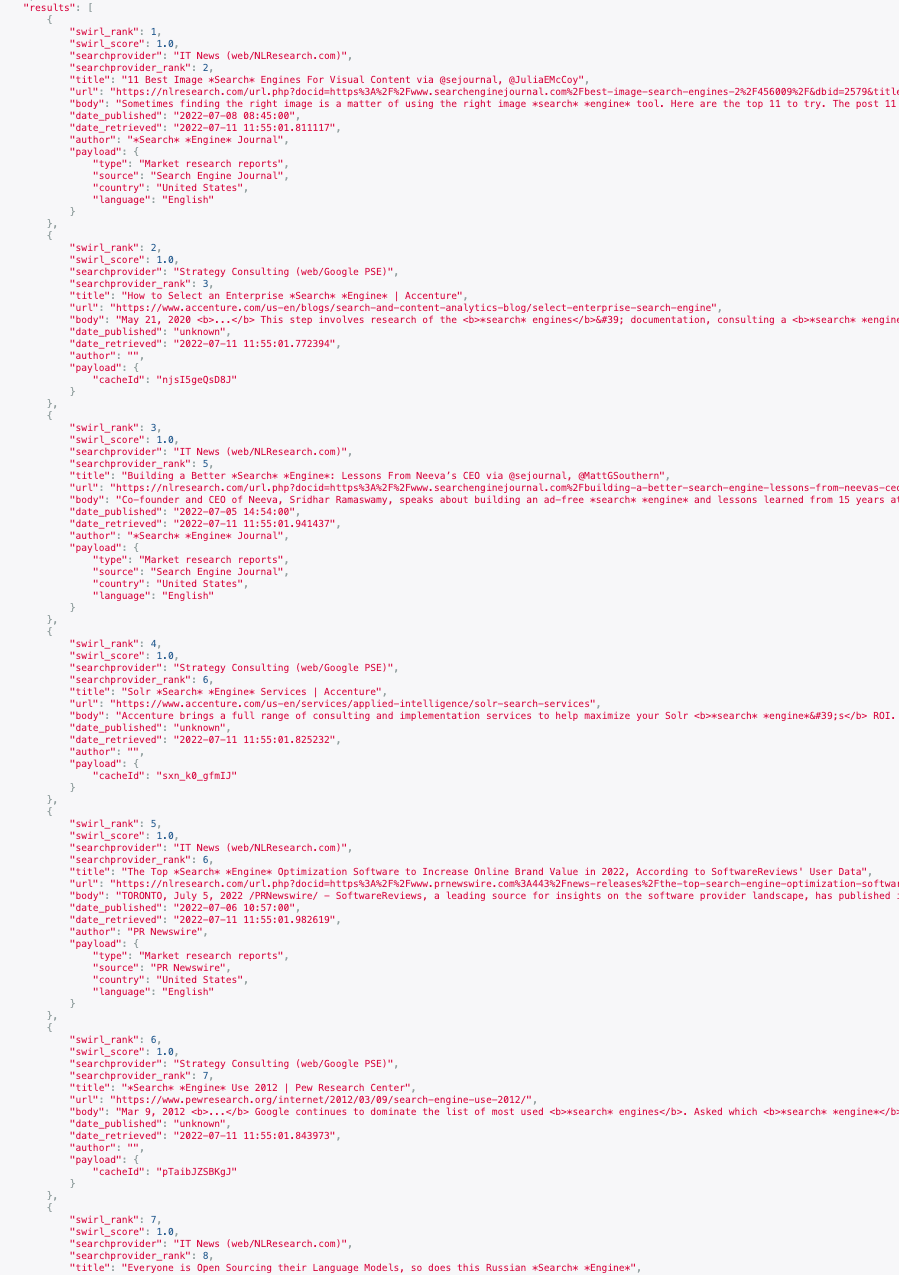 "results": [
{
"swirl_rank": 1,
"swirl_score": 1.0,
"searchprovider": "IT News (web/NLResearch.com)",
"searchprovider_rank": 2,
"title": "11 Best Image *Search* Engines For Visual Content via @sejournal, @JuliaEMcCoy",
"url": "https://nlresearch.com/url.php?docid=https%3A%2F%2Fwww.searchenginejournal.com%2Fbest-image-search-engines-2%2F456009%2F&dbid=2579&title
"body": "Sometimes finding the right image is a matter of using the right image *search* *engine* tool. Here are the top 11 to try. The post 11
"date_published": "2022-07-08 08:45:00",
"date_retrieved": "2022-07-11 11:55:01.811117",
"author": "*Search* *Engine* Journal",
"payload": {
"type": "Market research reports",
"source": "Search Engine Journal",
"country": "United States",
"language": "English"
}
},
{
"swirl_rank": 2,
"swirl_score": 1.0,
"searchprovider": "Strategy Consulting (web/Google PSE)",
"searchprovider_rank": 3,
"title": "How to Select an Enterprise *Search* *Engine* | Accenture",
"url": "https://www.accenture.com/us-en/blogs/search-and-content-analytics-blog/select-enterprise-search-engine",
"body": "May 21, 2020 <b>...</b> This step involves research of the <b>*search* engines</b>&#39; documentation, consulting a <b>*search* *engine
"date_published": "unknown",
"date_retrieved": "2022-07-11 11:55:01.772394",
"author": "",
"payload": {
"cacheId": "njsI5geQsD8J"
}
},
{
"swirl_rank": 3,
"swirl_score": 1.0,
"searchprovider": "IT News (web/NLResearch.com)",
"searchprovider_rank": 5,
"title": "Building a Better *Search* *Engine*: Lessons From Neeva's CEO via @sejournal, @MattGSouthern",
"url": "https://nlresearch.com/url.php?docid=https%3A%2F%2Fwww.searchenginejournal.com%2Fbuilding-a-better-search-engine-lessons-from-neevas-ceo
"body": "Co-founder and CEO of Neeva, Sridhar Ramaswamy, speaks about building an ad-free *search* *engine* and lessons learned from 15 years at
"date_published": "2022-07-05 14:54:00",
"date_retrieved": "2022-07-11 11:55:01.941437",
"author": "*Search* *Engine* Journal",
"payload": {
"type": "Market research reports",
"source": "Search Engine Journal",
"country": "United States",
"language": "English"
}
},
{
"swirl_rank": 4,
"swirl_score": 1.0,
"searchprovider": "Strategy Consulting (web/Google PSE)",
"searchprovider_rank": 6,
"title": "Solr *Search* *Engine* Services | Accenture",
"url": "https://www.accenture.com/us-en/services/applied-intelligence/solr-search-services",
"body": "Accenture brings a full range of consulting and implementation services to help maximize your Solr <b>*search* *engine*&#39;s</b> ROI.
"date_published": "unknown",
"date_retrieved": "2022-07-11 11:55:01.825232",
"author": "",
"payload": {
"cacheId": "sxn_k0_gfmIJ"
}
},
{
"swirl_rank": 5,
"swirl_score": 1.0,
"searchprovider": "IT News (web/NLResearch.com)",
"searchprovider_rank": 6,
"title": "The Top *Search* *Engine* Optimization Software to Increase Online Brand Value in 2022, According to SoftwareReviews' User Data",
"url": "https://nlresearch.com/url.php?docid=https%3A%2F%2Fwww.prnewswire.com%3A443%2Fnews-releases%2Fthe-top-search-engine-optimization-softwar
"body": "TORONTO, July 5, 2022 /PRNewswire/ — SoftwareReviews, a leading source for insights on the software provider landscape, has published i
"date_published": "2022-07-06 10:57:00",
"date_retrieved": "2022-07-11 11:55:01.982619",
"author": "PR Newswire",
"payload": {
"type": "Market research reports",
"source": "PR Newswire",
"country": "United States",
"language": "English"
}
},
{
"swirl_rank": 6,
"swirl_score": 1.0,
"searchprovider": "Strategy Consulting (web/Google PSE)",
"searchprovider_rank": 7,
"title": "*Search* *Engine* Use 2012 | Pew Research Center",
"url": "https://www.pewresearch.org/internet/2012/03/09/search-engine-use-2012/",
"body": "Mar 9, 2012 <b>...</b> Google continues to dominate the list of most used <b>*search* engines</b>. Asked which <b>*search* *engine*</b>
"date_published": "unknown",
"date_retrieved": "2022-07-11 11:55:01.843973",
"author": "",
"payload": {
"cacheId": "pTaibJZSBKgJ"
}
},
{
"swirl_rank": 7,
"swirl_score": 1.0,
"searchprovider": "IT News (web/NLResearch.com)",
"searchprovider_rank": 8,
"title": "Everyone is Open Sourcing their Language Models, so does this Russian *Search* *Engine*",